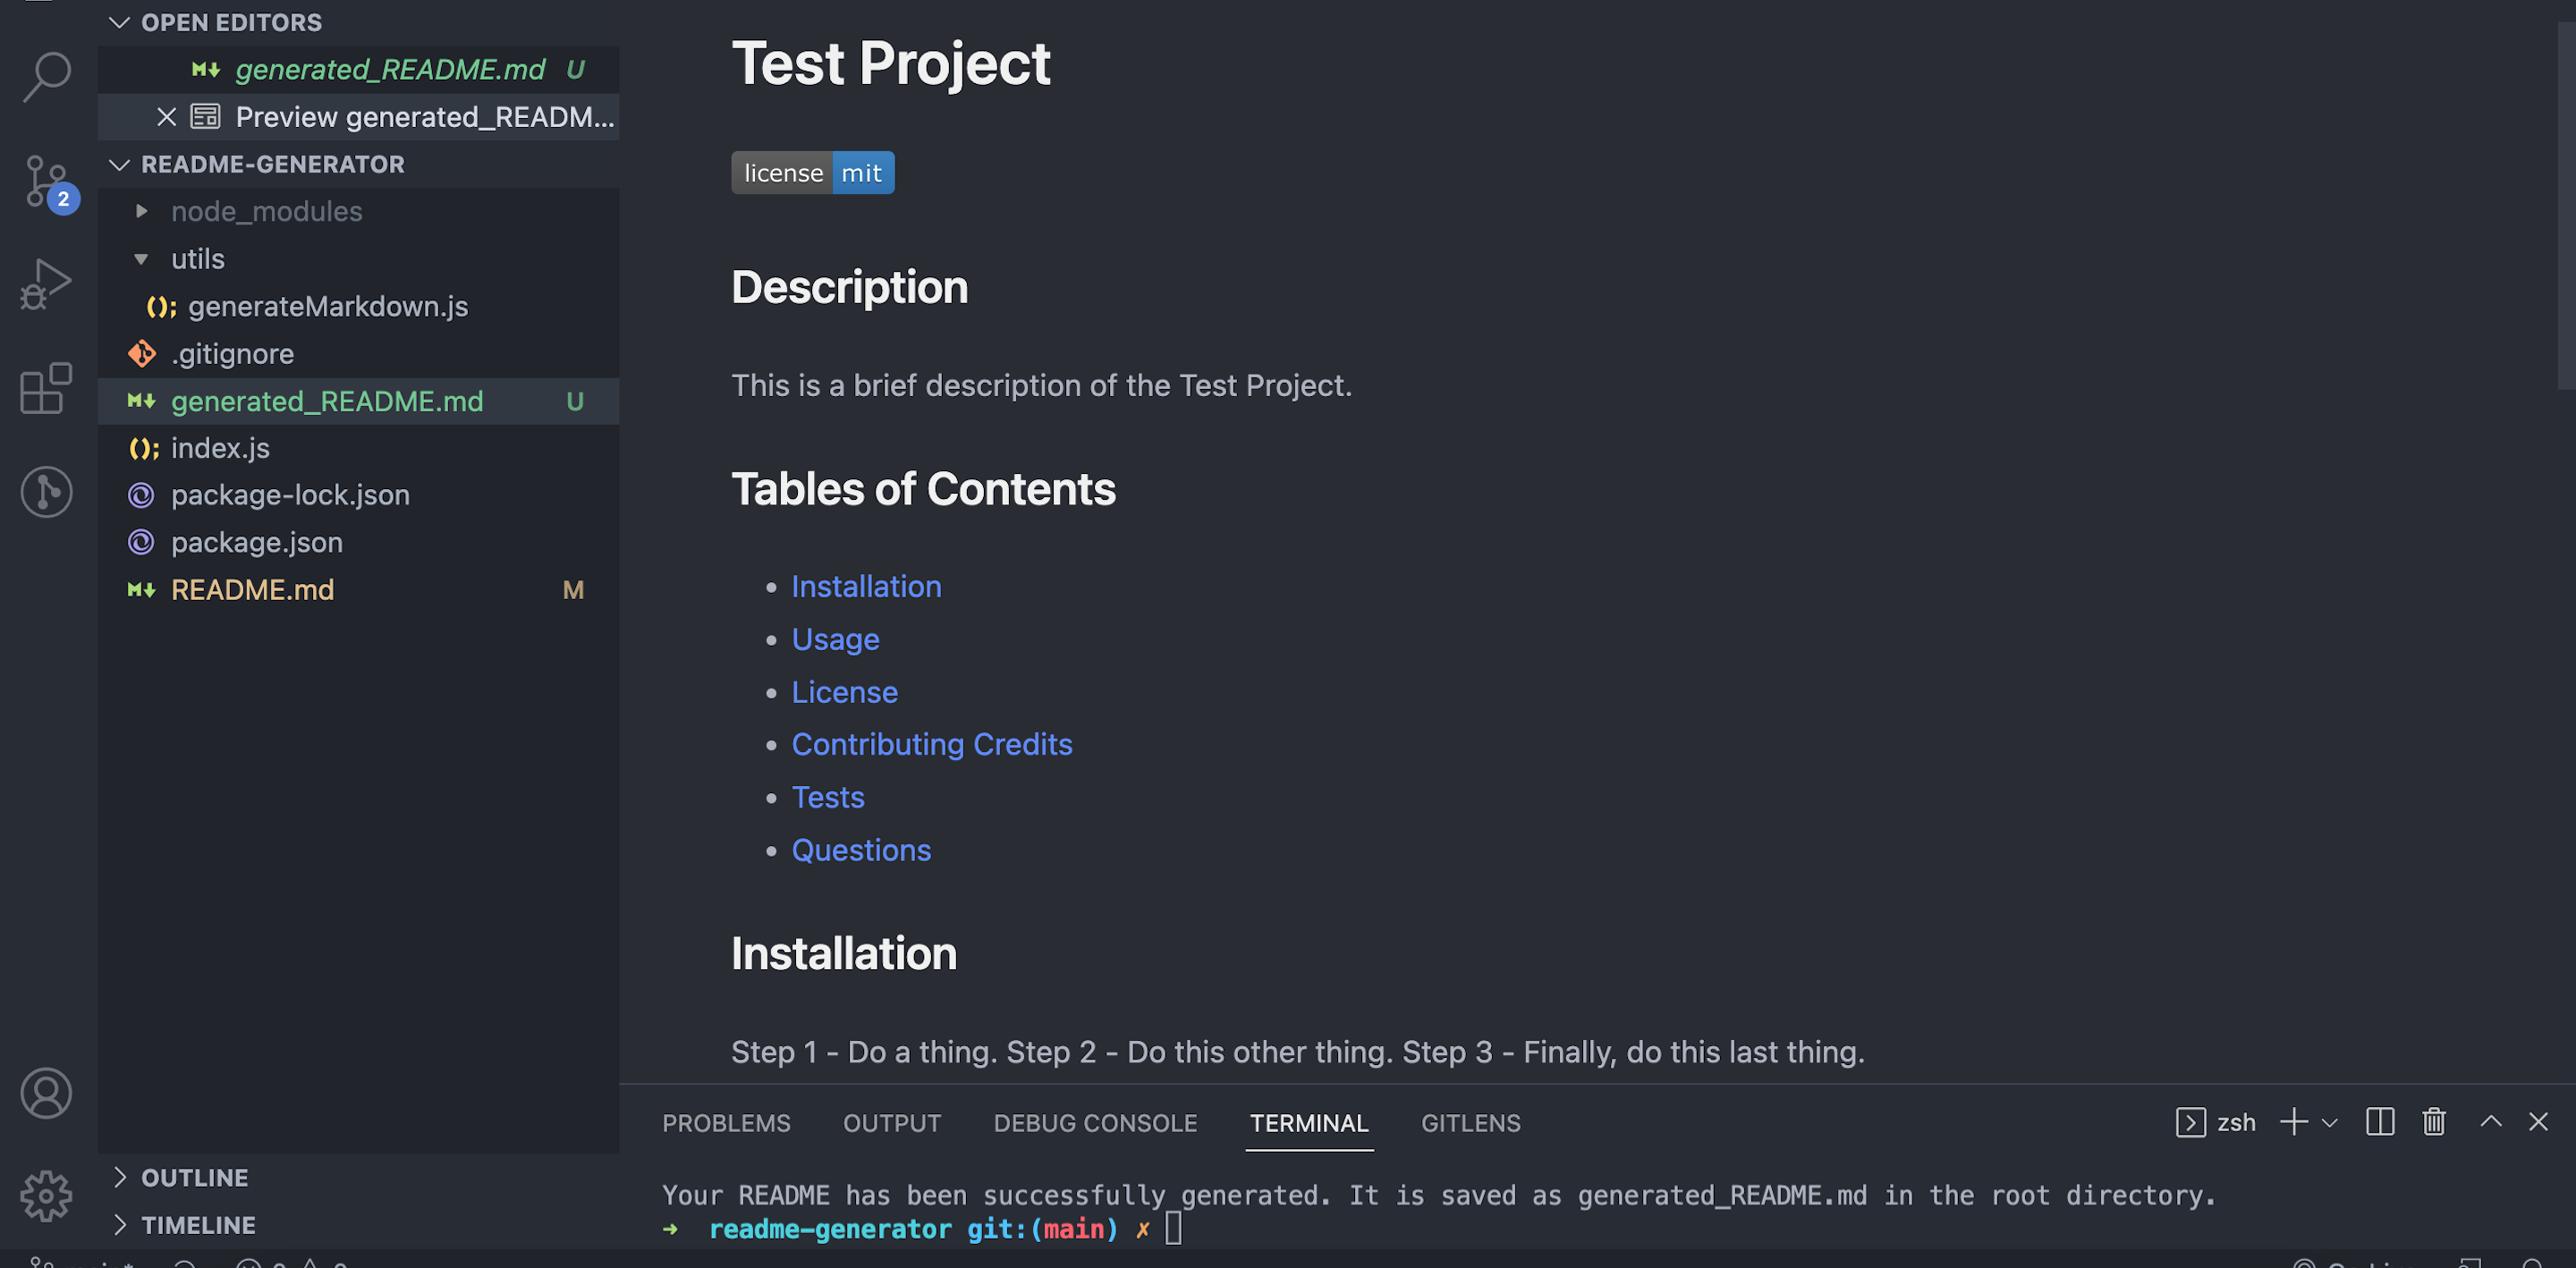 OPEN EDITORS
generated_README.md U
Preview generated_READM...
README-GENERATOR
2
node_modules
utils
generateMarkdown.js
.gitignore
generated_README.md U
index.js
package-lock.json
package.json
README.md M
OUTLINE
TIMELINE
Test Project
license mit
Description
This is a brief description of the Test Project.
Tables of Contents
• Installation
• Usage
• License
• Contributing Credits
• Tests
• Questions
Installation
Step 1 - Do a thing. Step 2 - Do this other thing. Step 3 - Finally, do this last thing.
PROBLEMS OUTPUT DEBUG CONSOLE TERMINAL GITLENS zsh
Your README has been successfully generated. It is saved as generated_README.md in the root directory.
➜ readme-generator git:(main) ✗